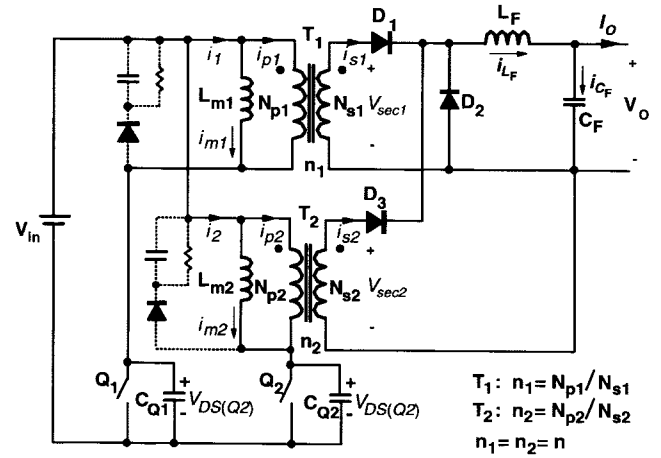 T1 D1 LF IO
i1 ip1 is1 + iLF iCF +
Lm1 Np1 Ns1 Vsec1 D2 CF VO
im1 - -
n1
Vin
T2 D3
i2 ip2 is2 +
Lm2 Np2 Ns2 Vsec2
im2 -
n2
Q1 + Q2 +
CQ1 VDS(Q2) CQ2 VDS(Q2)
- -
T1: n1 = Np1/Ns1
T2: n2 = Np2/Ns2
n1 = n2 = n